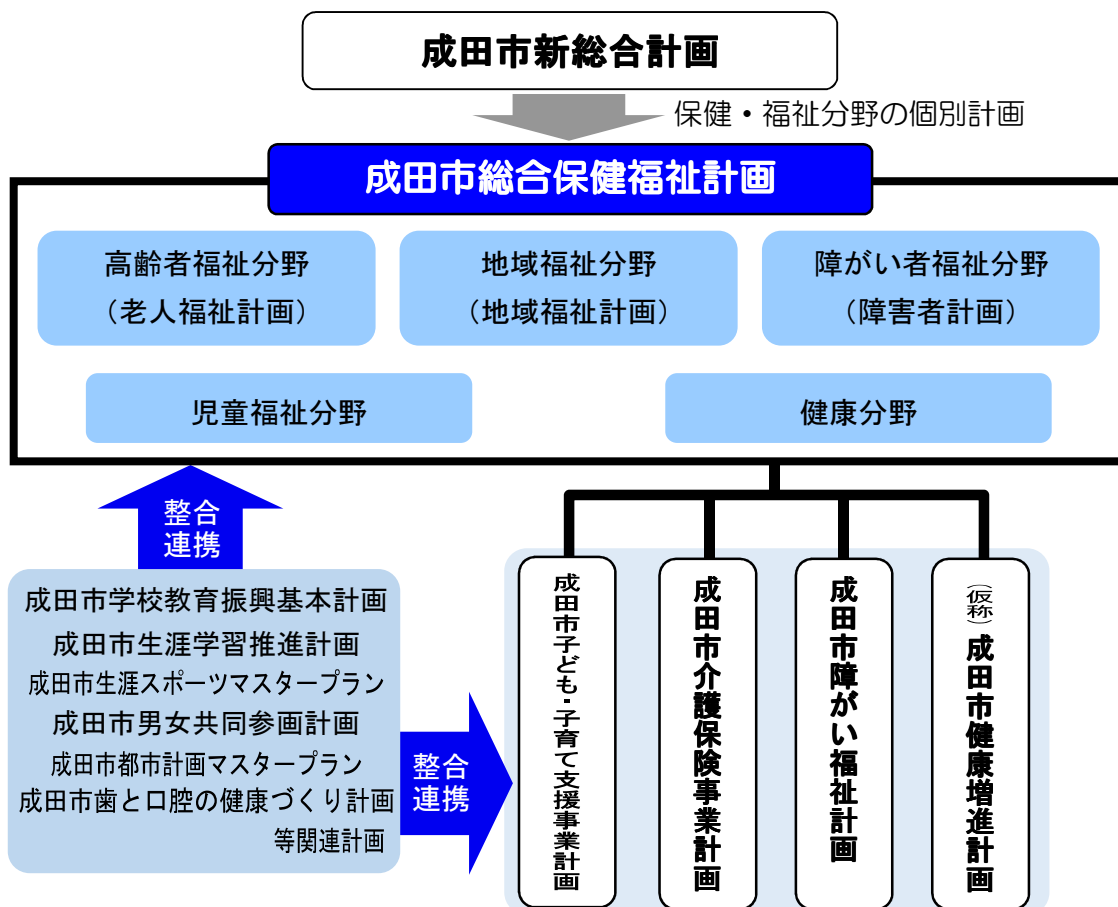 成田市新総合計画
保健・福祉分野の個別計画
成田市総合保健福祉計画
高齢者福祉分野
（老人福祉計画）
地域福祉分野
（地域福祉計画）
障がい者福祉分野
（障害者計画）
児童福祉分野
健康分野
整合
連携
成田市学校教育振興基本計画
成田市生涯学習推進計画
成田市生涯スポーツマスタープラン
成田市男女共同参画計画
成田市都市計画マスタープラン
成田市歯と口腔の健康づくり計画
等関連計画
整合
連携
成田市子ども・子育て支援事業計画
成田市介護保険事業計画
成田市障がい福祉計画
（仮称）成田市健康増進計画